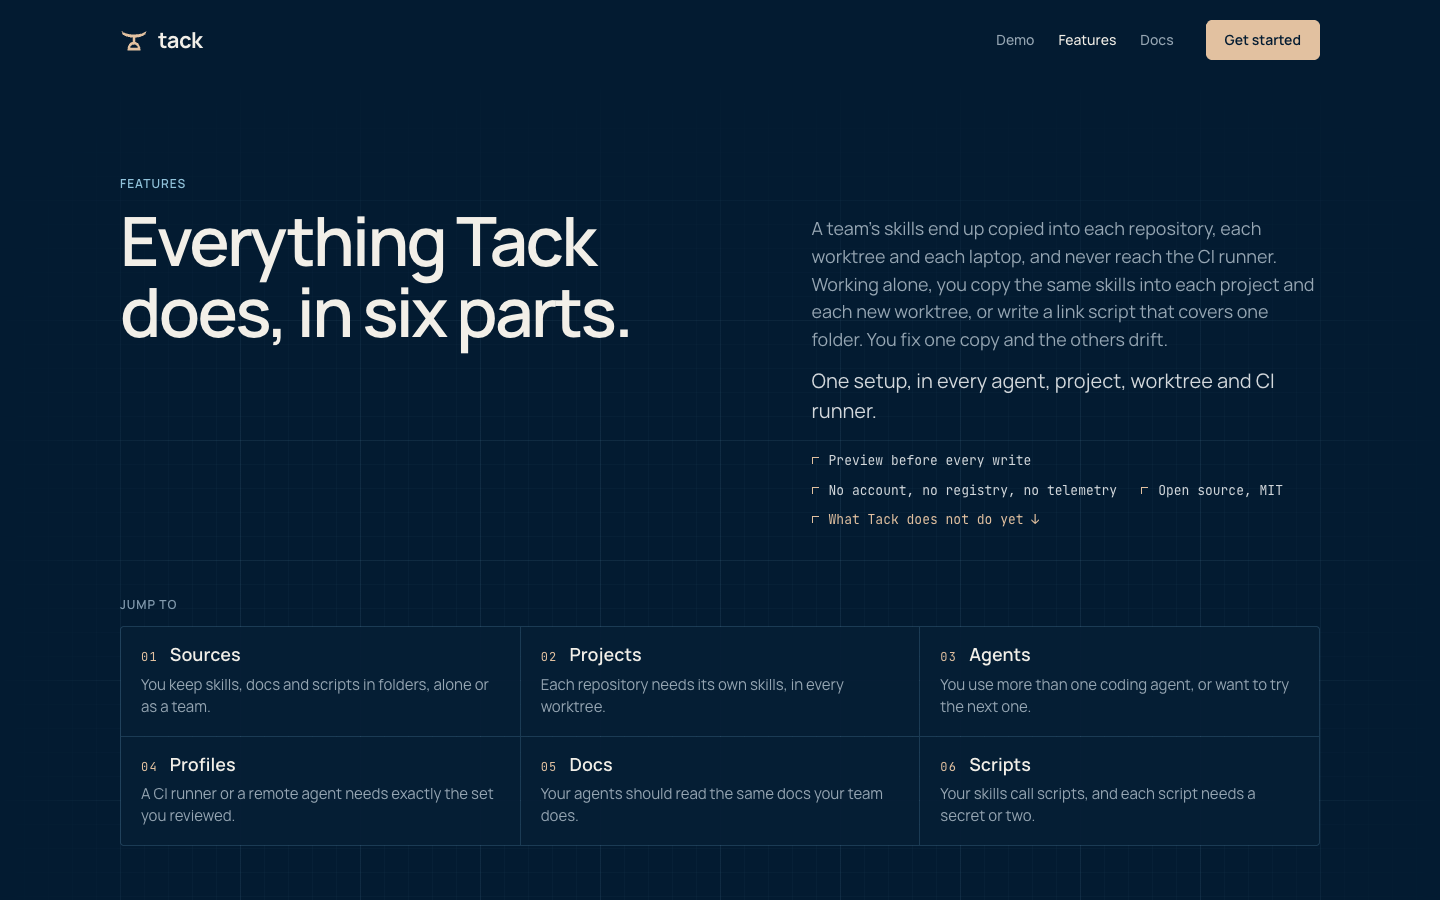 tack
Demo
Features
Docs
Get started
FEATURES
Everything Tack
does, in six parts.
A team's skills end up copied into each repository, each
worktree and each laptop, and never reach the CI runner.
Working alone, you copy the same skills into each project and
each new worktree, or write a link script that covers one
folder. You fix one copy and the others drift.
One setup, in every agent, project, worktree and CI
runner.
Preview before every write
No account, no registry, no telemetry
Open source, MIT
What Tack does not do yet ↓
JUMP TO
01 Sources
You keep skills, docs and scripts in folders, alone or
as a team.
02 Projects
Each repository needs its own skills, in every
worktree.
03 Agents
You use more than one coding agent, or want to try
the next one.
04 Profiles
A CI runner or a remote agent needs exactly the set
you reviewed.
05 Docs
Your agents should read the same docs your team
does.
06 Scripts
Your skills call scripts, and each script needs a
secret or two.